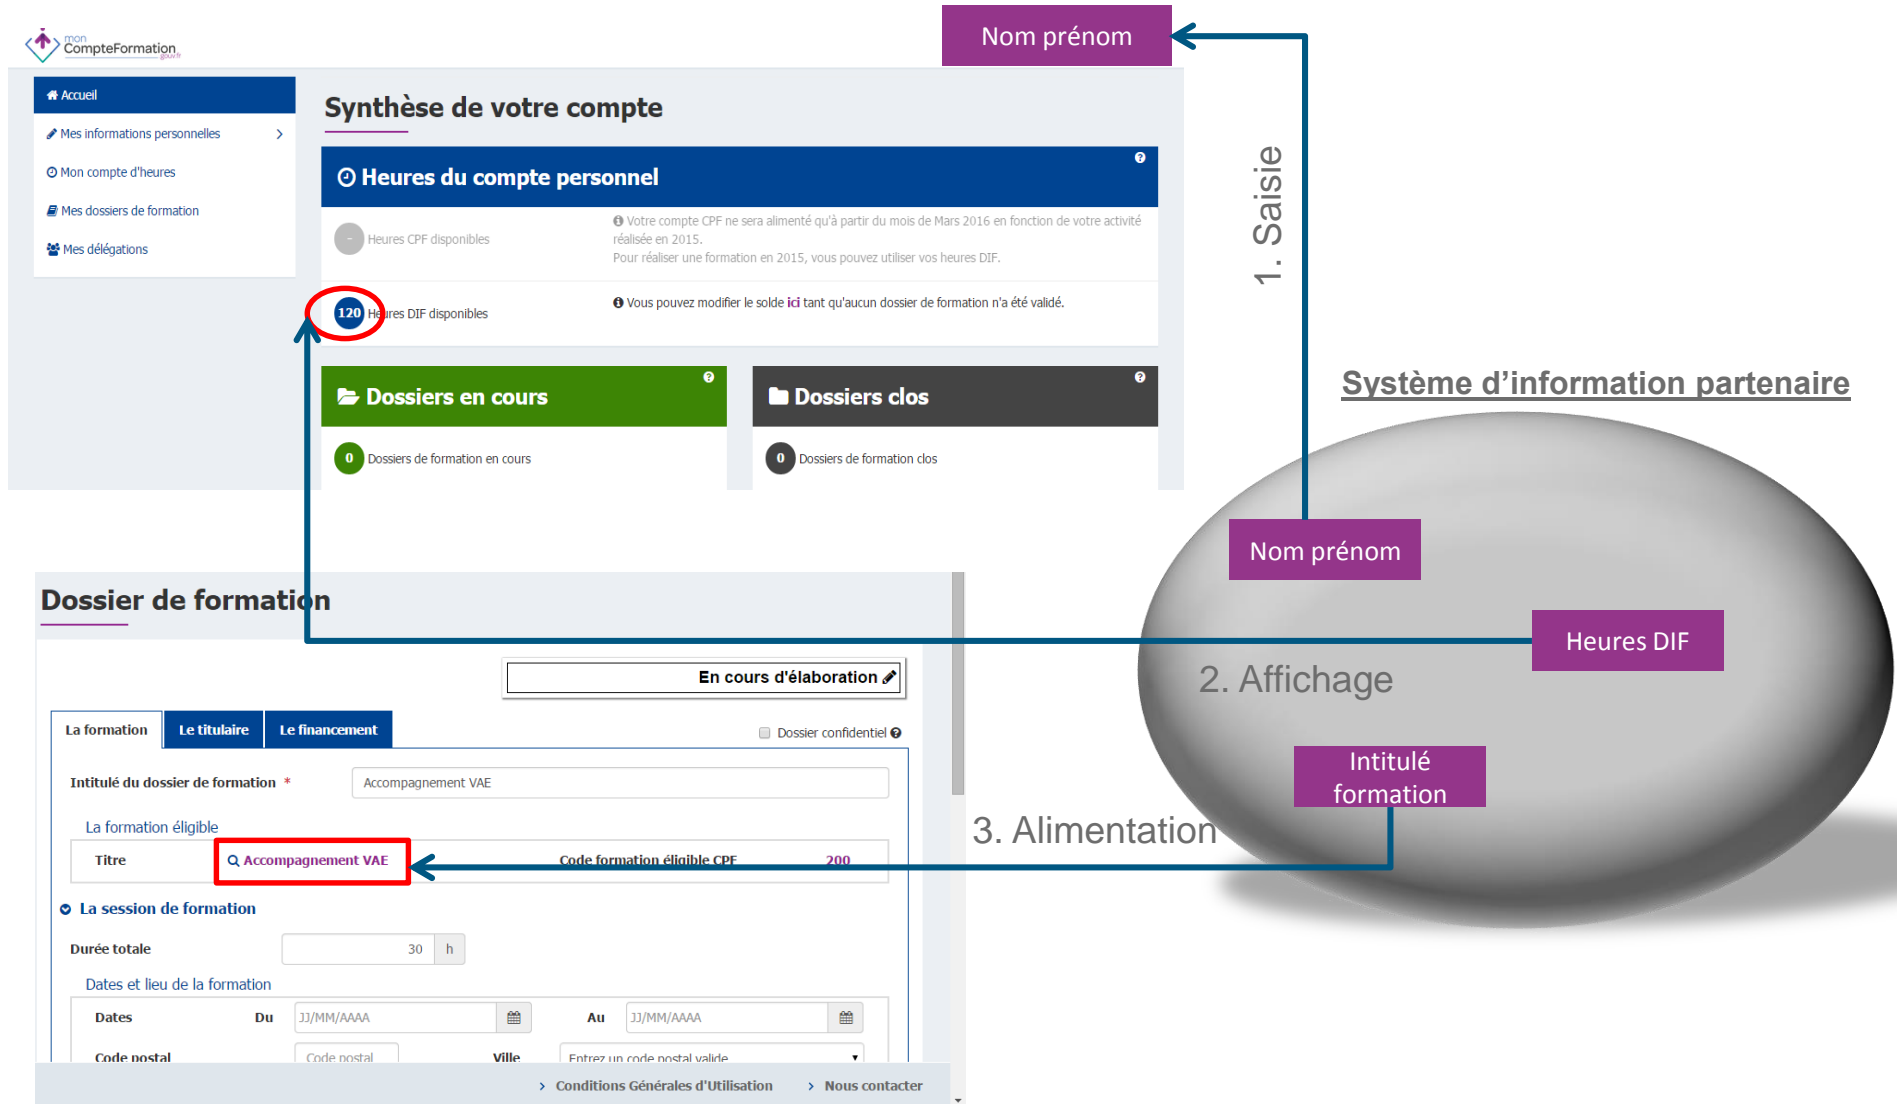 mon
CompteFormation
gouv.fr
Nom prénom
Accueil
Mes informations personnelles
Mon compte d'heures
Mes dossiers de formation
Mes délégations
Synthèse de votre compte
Heures du compte personnel
-
Heures CPF disponibles
Votre compte CPF ne sera alimenté qu'à partir du mois de Mars 2016 en fonction de votre activité
réalisée en 2015.
Pour réaliser une formation en 2015, vous pouvez utiliser vos heures DIF.
120
Heures DIF disponibles
Vous pouvez modifier le solde ici tant qu'aucun dossier de formation n'a été validé.
Dossiers en cours
0 Dossiers de formation en cours
Dossiers clos
0 Dossiers de formation clos
1. Saisie
Système d’information partenaire
Nom prénom
Heures DIF
2. Affichage
Intitulé
formation
3. Alimentation
Dossier de formation
En cours d'élaboration
La formation
Le titulaire
Le financement
Dossier confidentiel
Intitulé du dossier de formation *
Accompagnement VAE
La formation éligible
Titre
Accompagnement VAE
Code formation éligible CPF
200
La session de formation
Durée totale
30 h
Dates et lieu de la formation
Dates
Du
JJ/MM/AAAA
Au
JJ/MM/AAAA
Code postal
Code postal
Ville
Entrez un code postal valide
> Conditions Générales d'Utilisation
> Nous contacter